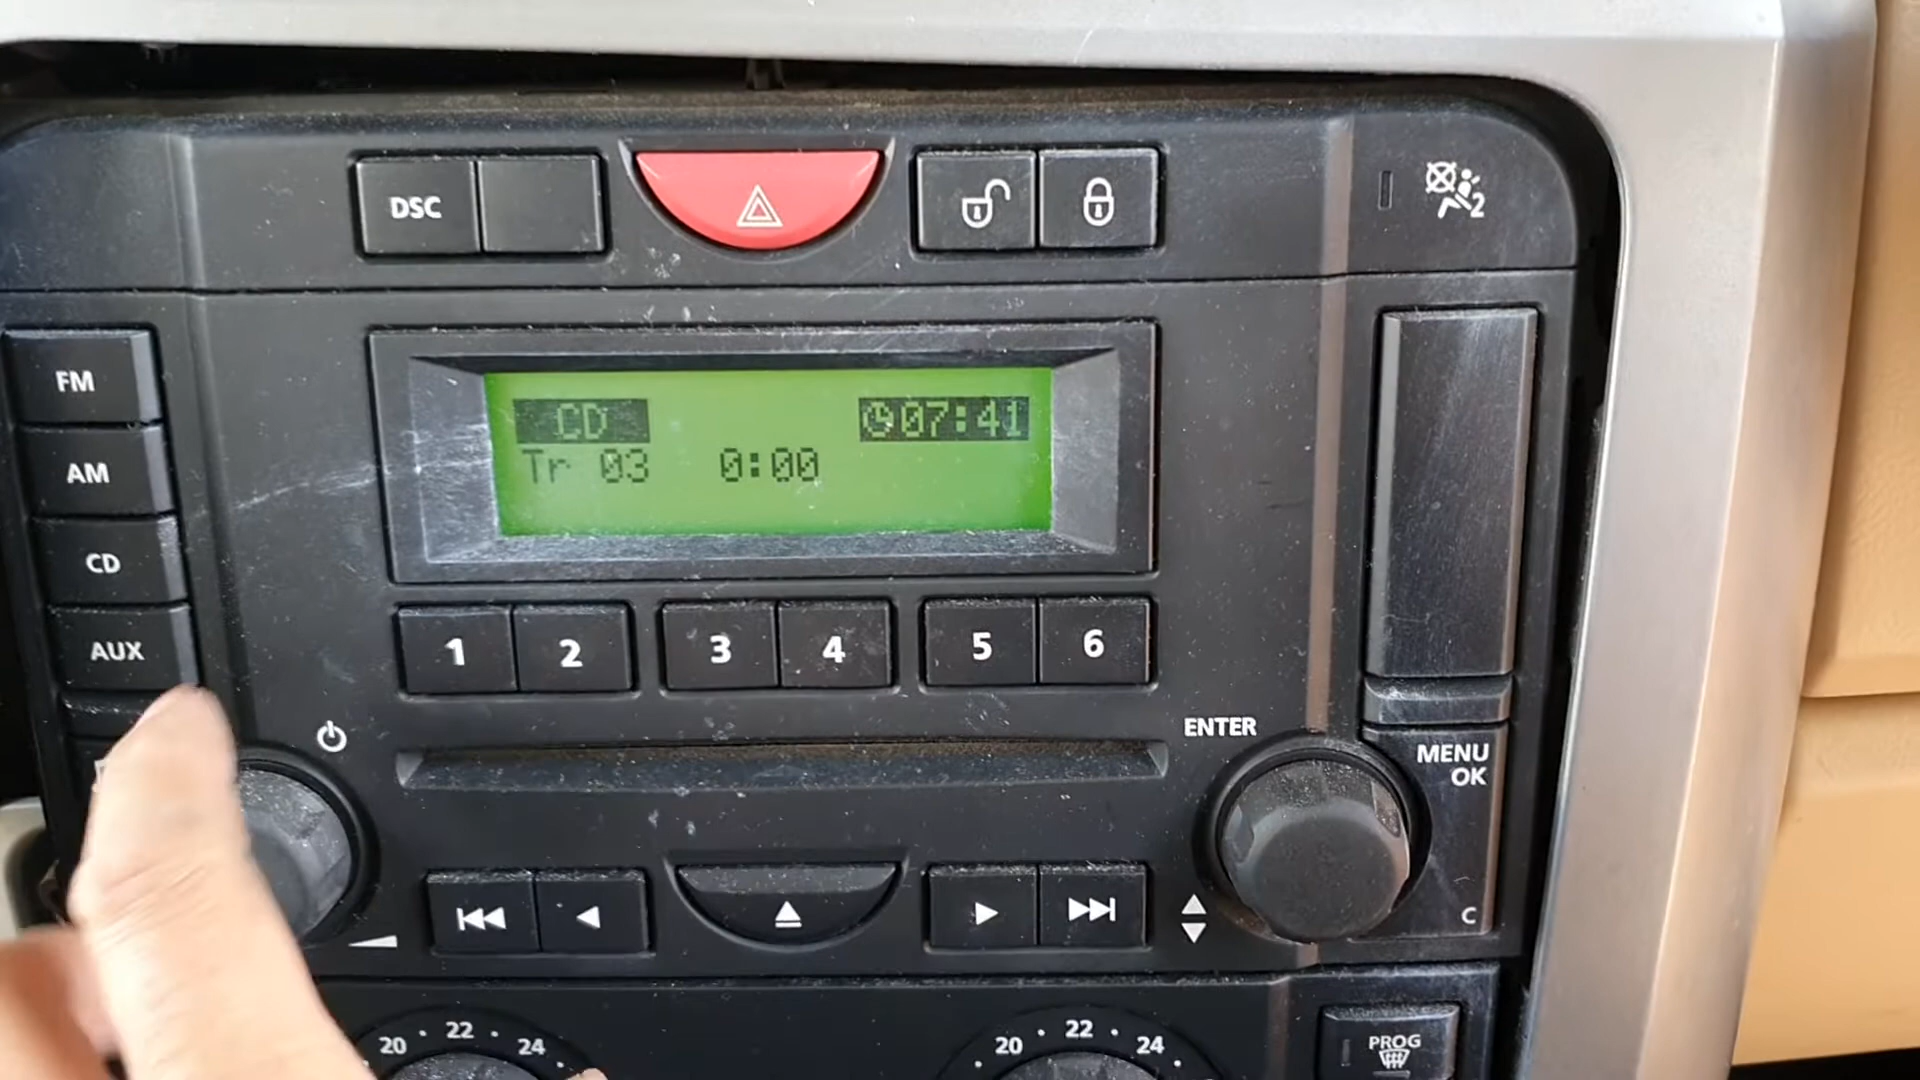 DSC
2
FM
AM
CD
AUX
CD 07:41
Tr 03 0:00
1 2 3 4 5 6
ENTER
MENU
OK
C
20 22 24
20 22 24
PROG